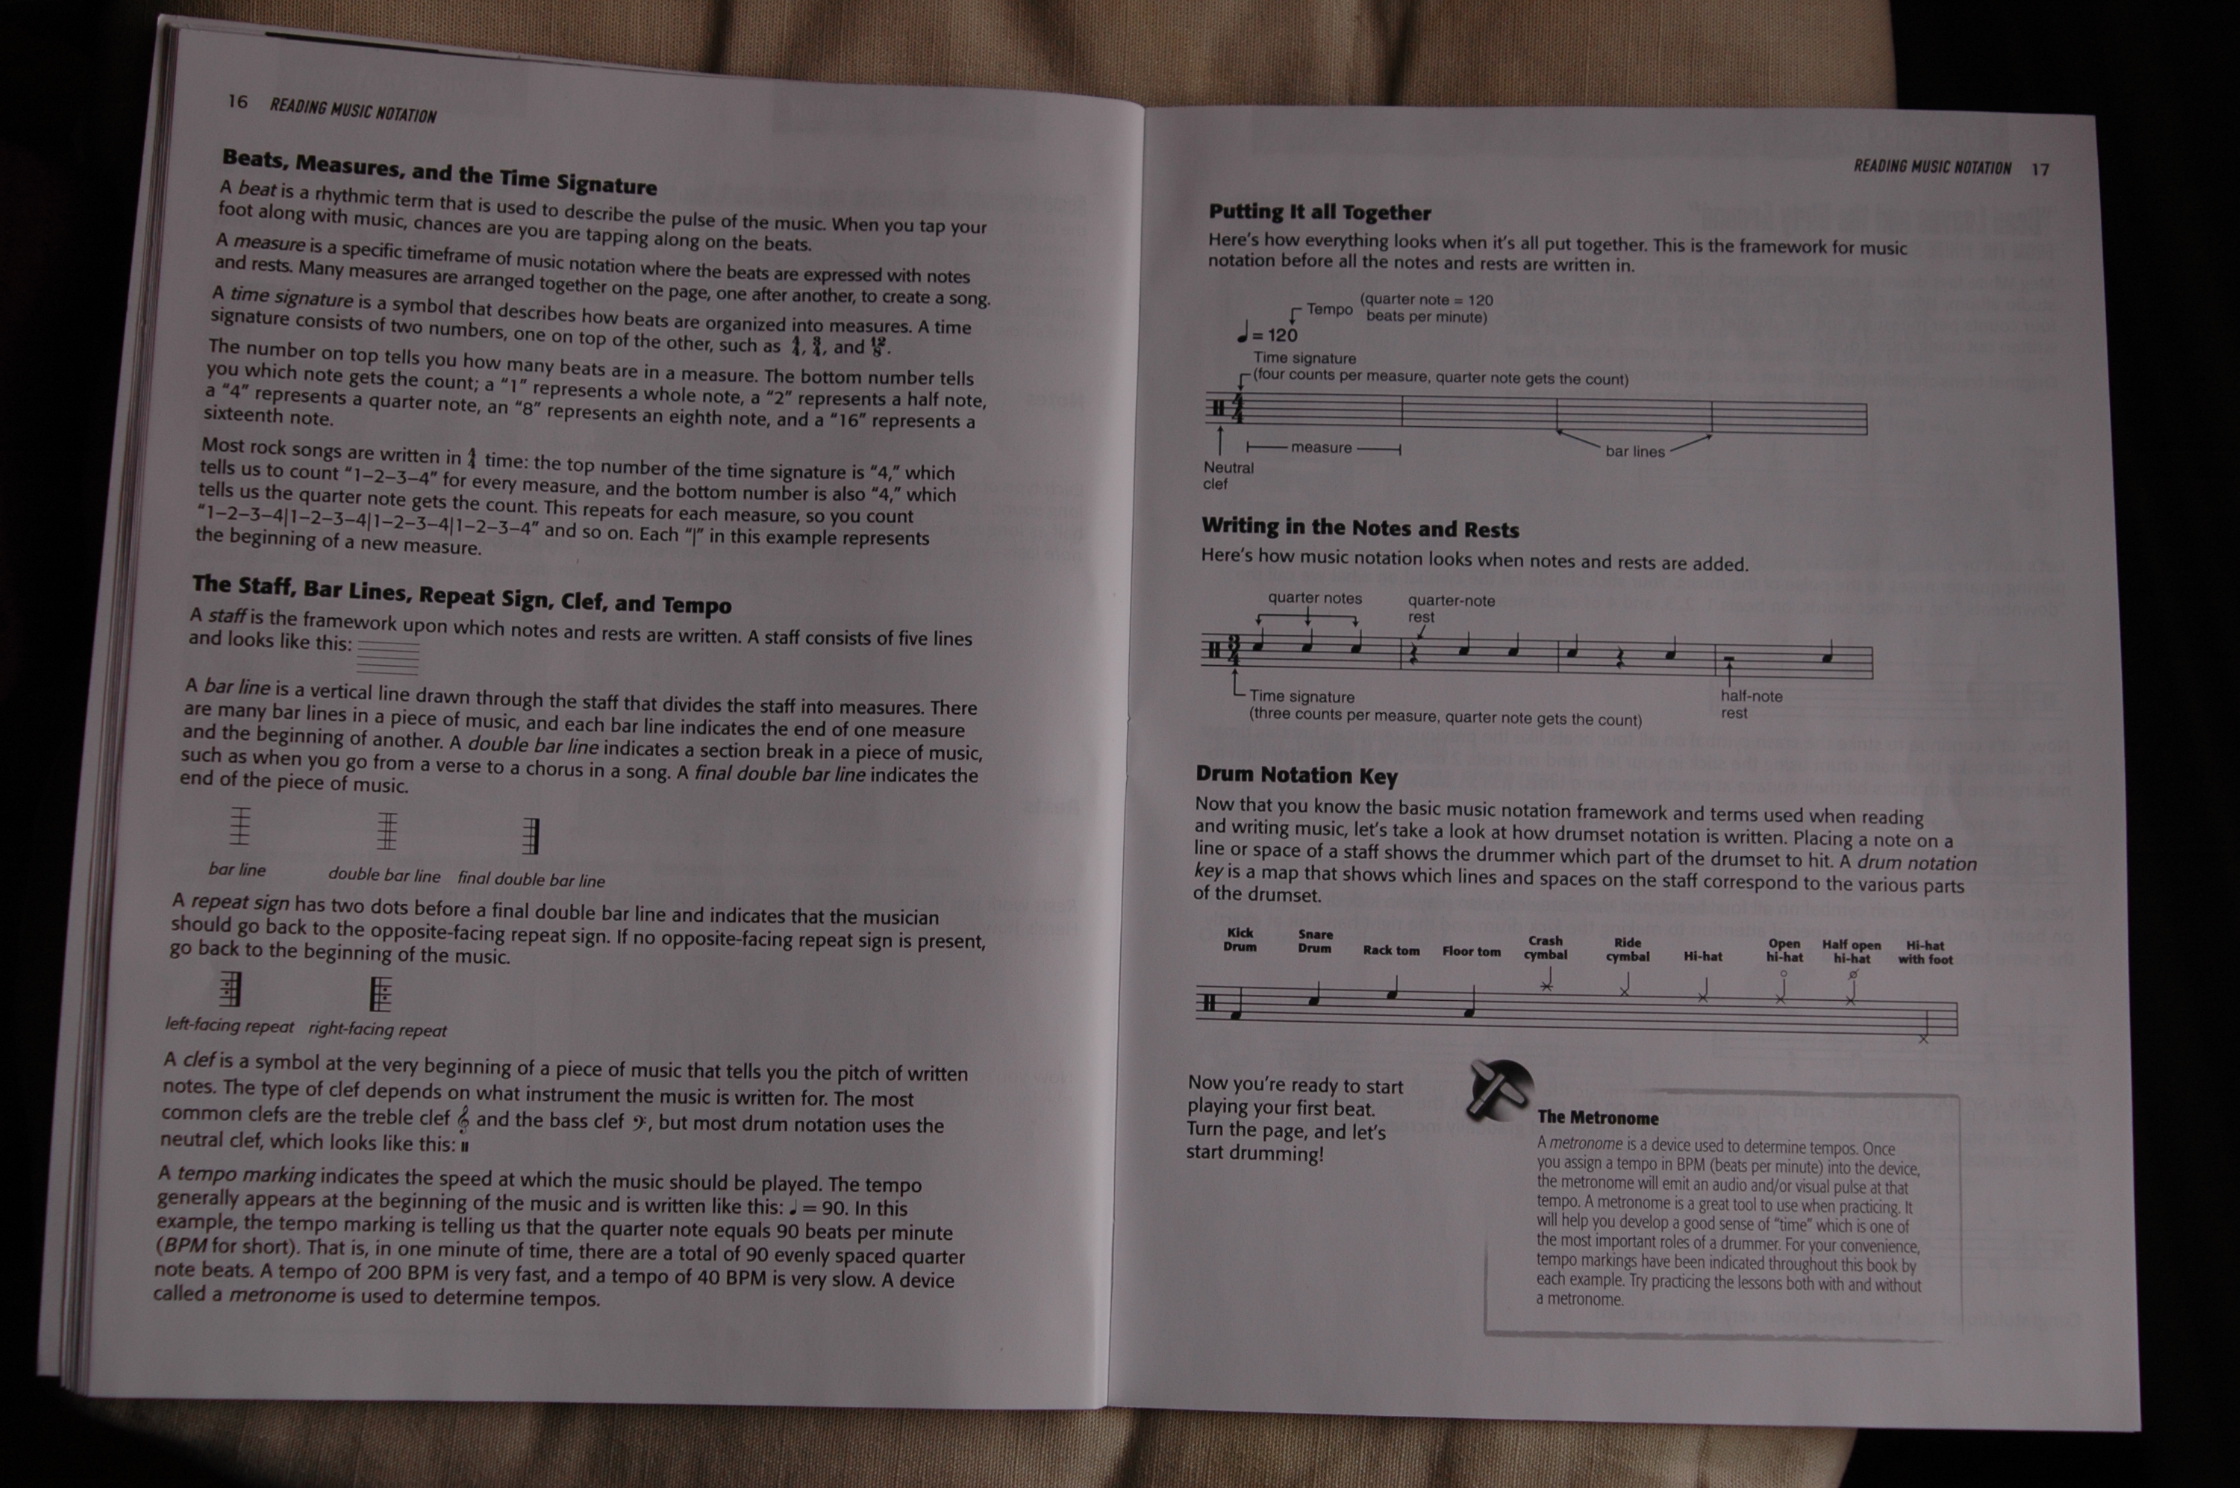 16 READING MUSIC NOTATION
Beats, Measures, and the Time Signature
A beat is a rhythmic term that is used to describe the pulse of the music. When you tap your
foot along with music, chances are you are tapping along on the beats.
A measure is a specific timeframe of music notation where the beats are expressed with notes
and rests. Many measures are arranged together on the page, one after another, to create a song.
A time signature is a symbol that describes how beats are organized into measures. A time
signature consists of two numbers, one on top of the other, such as 4/4, 3/4, and 12/8.
The number on top tells you how many beats are in a measure. The bottom number tells
you which note gets the count; a “1” represents a whole note, a “2” represents a half note,
a “4” represents a quarter note, an “8” represents an eighth note, and a “16” represents a
sixteenth note.
Most rock songs are written in 4/4 time: the top number of the time signature is “4,” which
tells us to count “1–2–3–4” for every measure, and the bottom number is also “4,” which
tells us the quarter note gets the count. This repeats for each measure, so you count
“1–2–3–4|1–2–3–4|1–2–3–4|1–2–3–4” and so on. Each “|” in this example represents
the beginning of a new measure.
The Staff, Bar Lines, Repeat Sign, Clef, and Tempo
A staff is the framework upon which notes and rests are written. A staff consists of five lines
and looks like this:
A bar line is a vertical line drawn through the staff that divides the staff into measures. There
are many bar lines in a piece of music, and each bar line indicates the end of one measure
and the beginning of another. A double bar line indicates a section break in a piece of music,
such as when you go from a verse to a chorus in a song. A final double bar line indicates the
end of the piece of music.
bar line double bar line final double bar line
A repeat sign has two dots before a final double bar line and indicates that the musician
should go back to the opposite-facing repeat sign. If no opposite-facing repeat sign is present,
go back to the beginning of the music.
left-facing repeat right-facing repeat
A clef is a symbol at the very beginning of a piece of music that tells you the pitch of written
notes. The type of clef depends on what instrument the music is written for. The most
common clefs are the treble clef 𝄞 and the bass clef 𝄢, but most drum notation uses the
neutral clef, which looks like this: 𝄥
A tempo marking indicates the speed at which the music should be played. The tempo
generally appears at the beginning of the music and is written like this: ♩ = 90. In this
example, the tempo marking is telling us that the quarter note equals 90 beats per minute
(BPM for short). That is, in one minute of time, there are a total of 90 evenly spaced quarter
note beats. A tempo of 200 BPM is very fast, and a tempo of 40 BPM is very slow. A device
called a metronome is used to determine tempos.
READING MUSIC NOTATION 17
Putting It all Together
Here’s how everything looks when it’s all put together. This is the framework for music
notation before all the notes and rests are written in.
Tempo (quarter note = 120
beats per minute)
♩ = 120
Time signature
(four counts per measure, quarter note gets the count)
4/4
measure
bar lines
Neutral
clef
Writing in the Notes and Rests
Here’s how music notation looks when notes and rests are added.
quarter notes quarter-note
rest
3/4
Time signature
(three counts per measure, quarter note gets the count)
half-note
rest
Drum Notation Key
Now that you know the basic music notation framework and terms used when reading
and writing music, let’s take a look at how drumset notation is written. Placing a note on a
line or space of a staff shows the drummer which part of the drumset to hit. A drum notation
key is a map that shows which lines and spaces on the staff correspond to the various parts
of the drumset.
Kick Drum
Snare Drum
Rack tom
Floor tom
Crash cymbal
Ride cymbal
Hi-hat
Open hi-hat
Half open hi-hat
Hi-hat with foot
Now you’re ready to start
playing your first beat.
Turn the page, and let’s
start drumming!
The Metronome
A metronome is a device used to determine tempos. Once
you assign a tempo in BPM (beats per minute) into the device,
the metronome will emit an audio and/or visual pulse at that
tempo. A metronome is a great tool to use when practicing. It
will help you develop a good sense of “time” which is one of
the most important roles of a drummer. For your convenience,
tempo markings have been indicated throughout this book by
each example. Try practicing the lessons both with and without
a metronome.